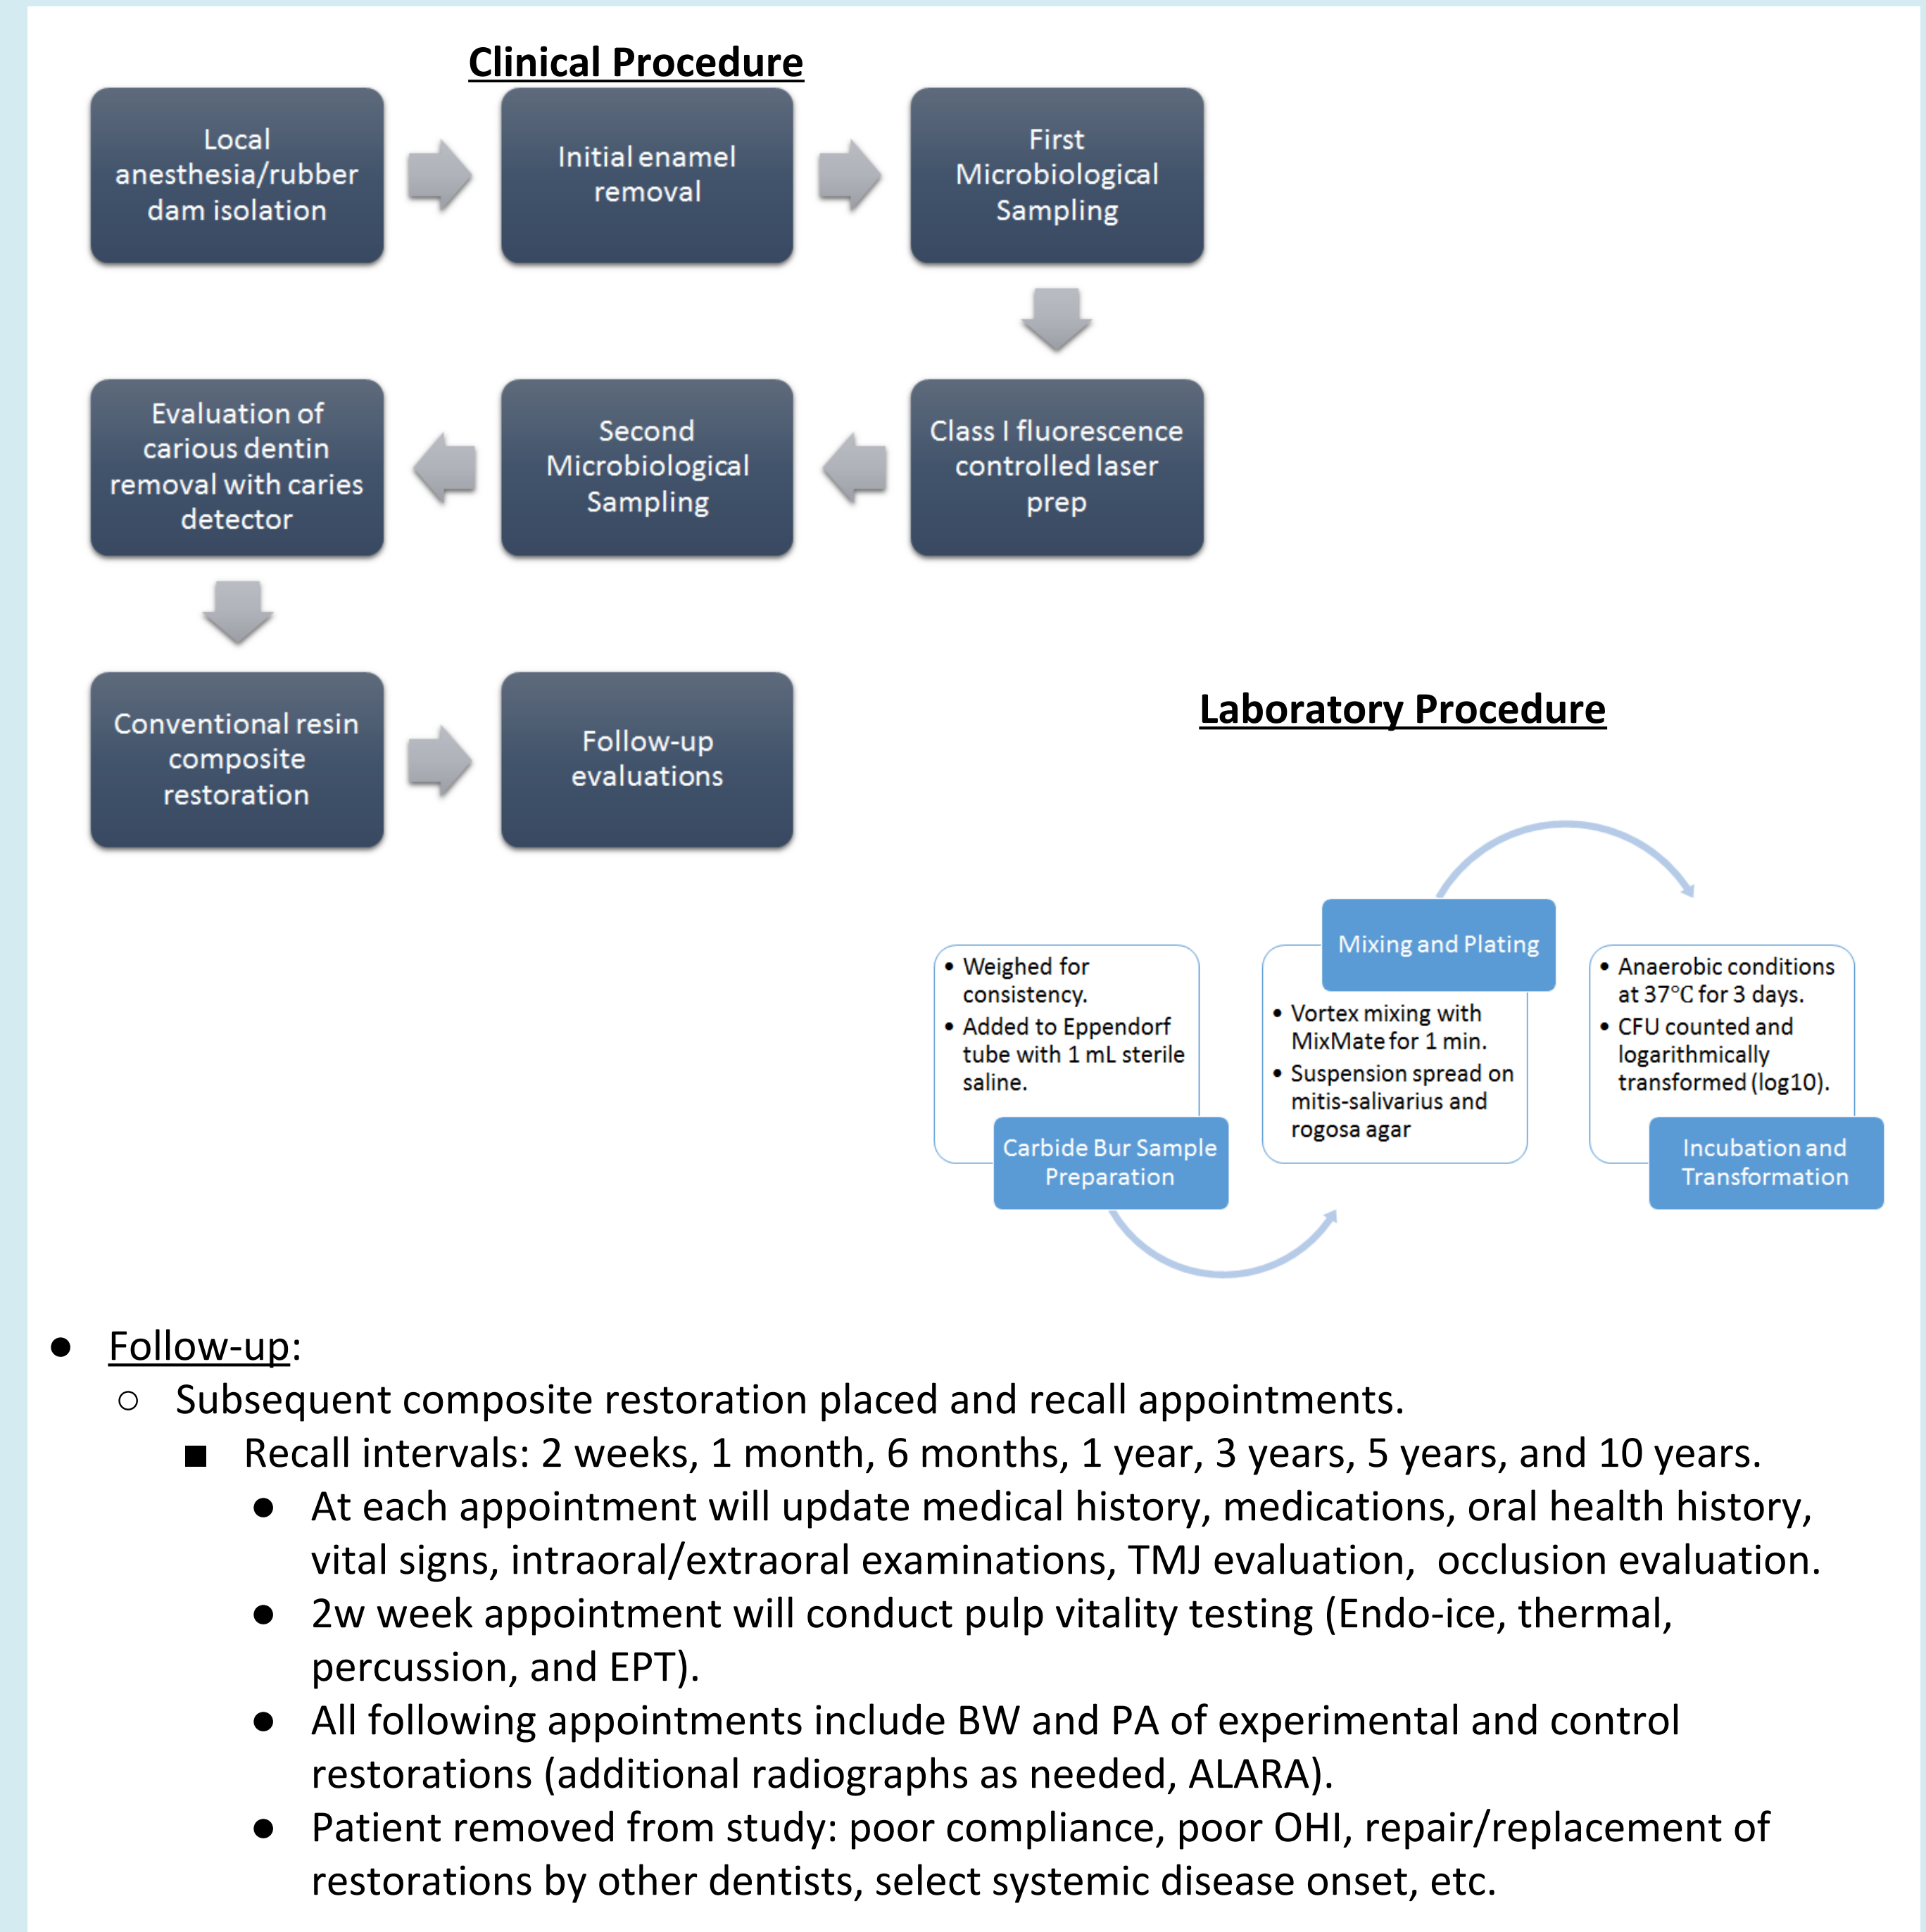 Clinical Procedure
Local
anesthesia/rubber
dam isolation
Initial enamel
removal
First
Microbiological
Sampling
Class I fluorescence
controlled laser
prep
Second
Microbiological
Sampling
Evaluation of
carious dentin
removal with caries
detector
Conventional resin
composite
restoration
Follow-up
evaluations
Laboratory Procedure
• Weighed for
consistency.
• Added to Eppendorf
tube with 1 mL sterile
saline.
Carbide Bur Sample
Preparation
Mixing and Plating
• Vortex mixing with
MixMate for 1 min.
• Suspension spread on
mitis-salivarius and
rogosa agar
• Anaerobic conditions
at 37°C for 3 days.
• CFU counted and
logarithmically
transformed (log10).
Incubation and
Transformation
● Follow-up:
○ Subsequent composite restoration placed and recall appointments.
■ Recall intervals: 2 weeks, 1 month, 6 months, 1 year, 3 years, 5 years, and 10 years.
● At each appointment will update medical history, medications, oral health history,
vital signs, intraoral/extraoral examinations, TMJ evaluation,  occlusion evaluation.
● 2w week appointment will conduct pulp vitality testing (Endo-ice, thermal,
percussion, and EPT).
● All following appointments include BW and PA of experimental and control
restorations (additional radiographs as needed, ALARA).
● Patient removed from study: poor compliance, poor OHI, repair/replacement of
restorations by other dentists, select systemic disease onset, etc.